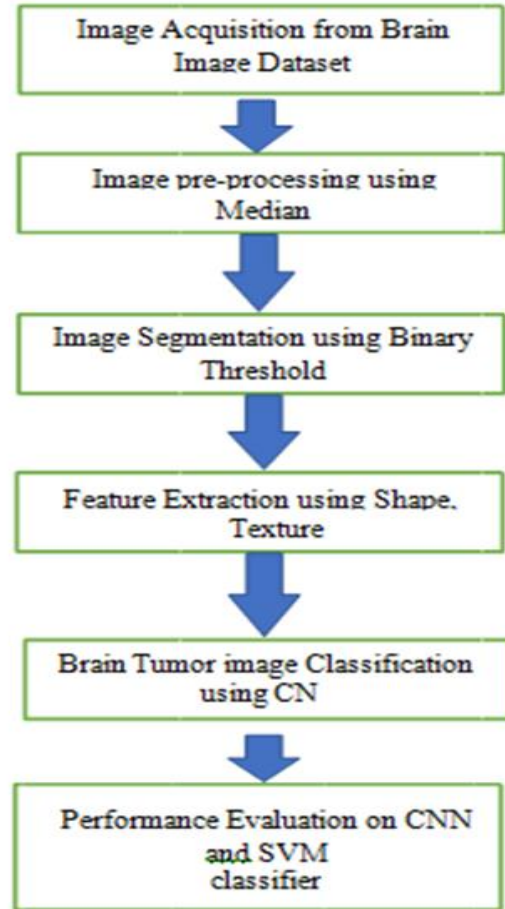 Image Acquisition from Brain
Image Dataset
Image pre-processing using
Median
Image Segmentation using Binary
Threshold
Feature Extraction using Shape,
Texture
Brain Tumor image Classification
using CN
Performance Evaluation on CNN
and SVM
classifier